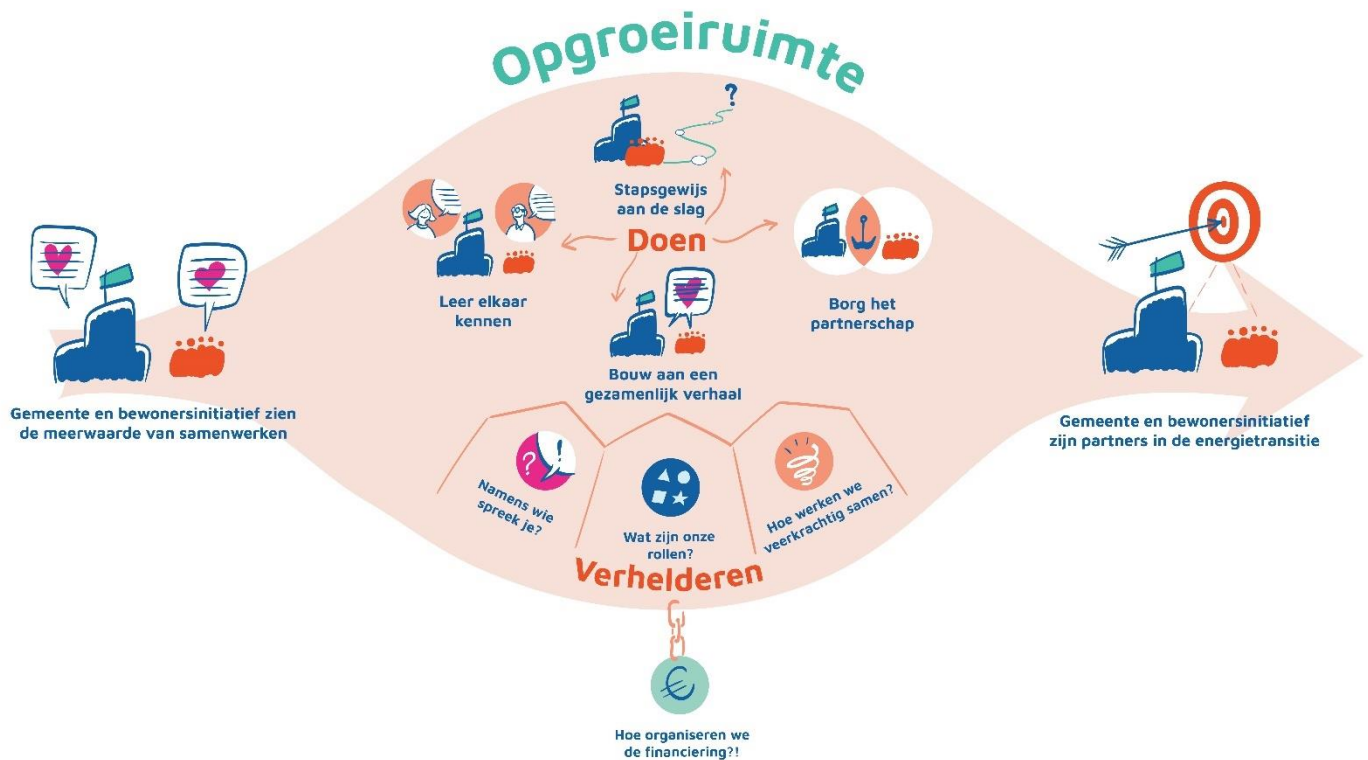 Opgroeiruimte
?
Stapsgewijs
aan de slag
Doen
Leer elkaar
kennen
Borg het
partnerschap
Bouw aan een
gezamenlijk verhaal
Gemeente en bewonersinitiatief zien
de meerwaarde van samenwerken
Gemeente en bewonersinitiatief
zijn partners in de energietransitie
? !
Namens wie
spreek je?
Wat zijn onze
rollen?
Hoe werken we
veerkrachtig samen?
Verhelderen
€
Hoe organiseren we
de financiering?!